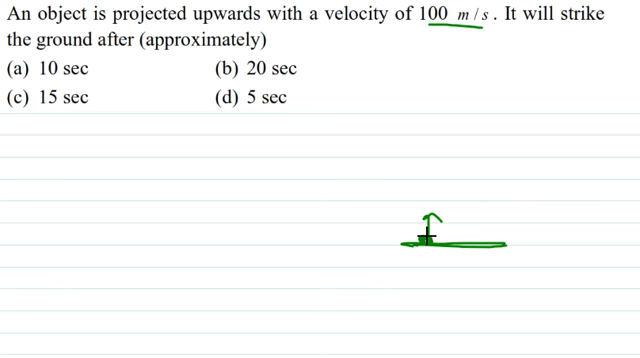 An object is projected upwards with a velocity of 100 m / s . It will strike
the ground after (approximately)
(a) 10 sec (b) 20 sec
(c) 15 sec (d) 5 sec